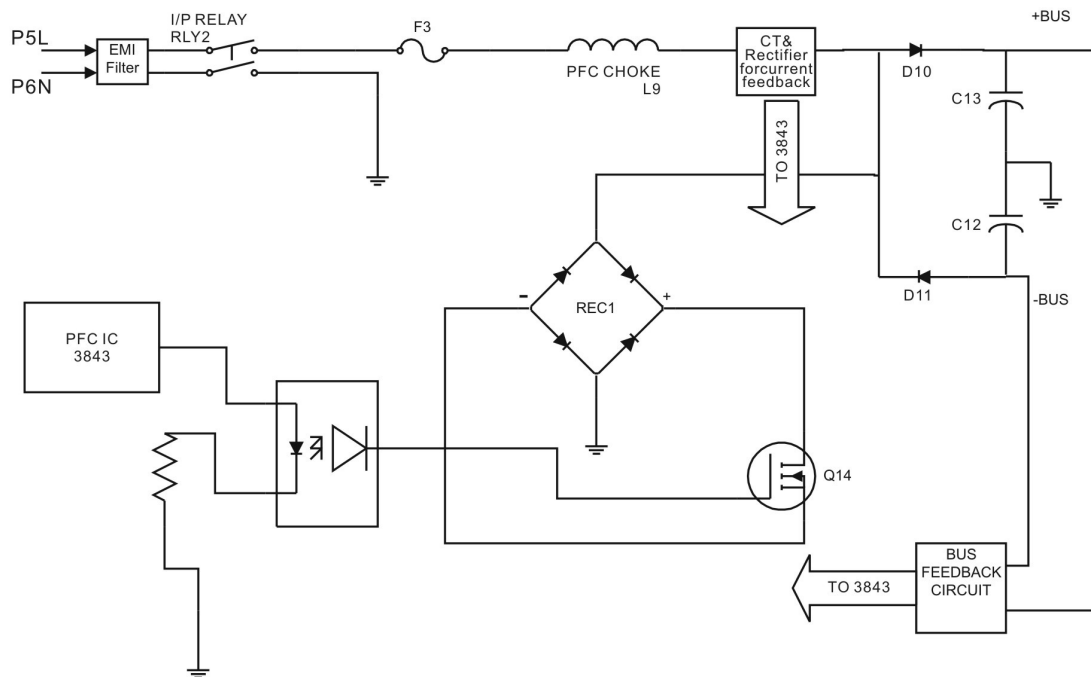 +BUS
I/P RELAY
RLY2
F3
P5L
P6N
EMI
Filter
PFC CHOKE
L9
CT&
Rectifier
forcurrent
feedback
D10
C13
TO 3843
C12
D11
-BUS
-
REC1
+
PFC IC
3843
Q14
BUS
FEEDBACK
CIRCUIT
TO 3843